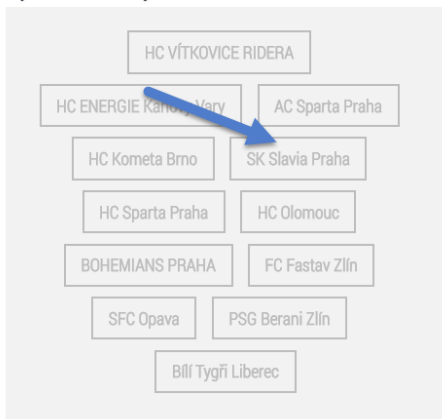 HC VÍTKOVICE RIDERA
HC ENERGIE Karlovy Vary AC Sparta Praha
HC Kometa Brno SK Slavia Praha
HC Sparta Praha HC Olomouc
BOHEMIANS PRAHA FC Fastav Zlín
SFC Opava PSG Berani Zlín
Bílí Tygři Liberec